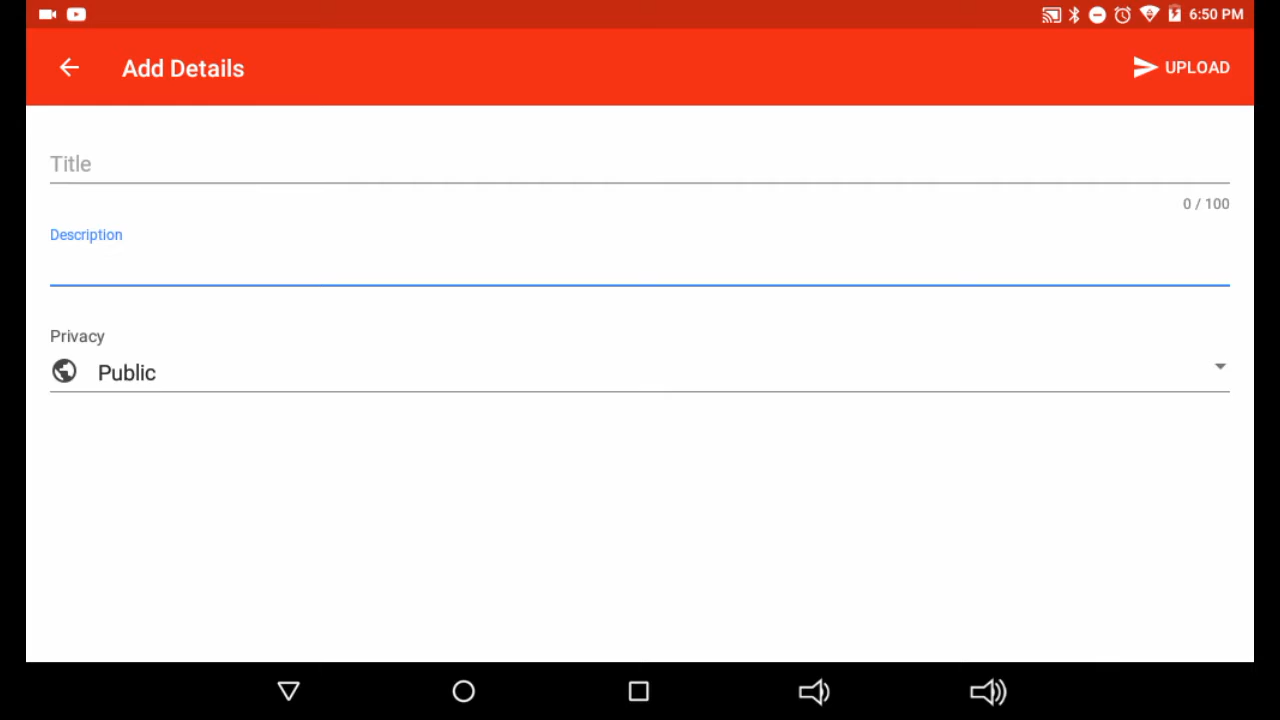 6:50 PM
Add Details
UPLOAD
Title
0 / 100
Description
Privacy
Public